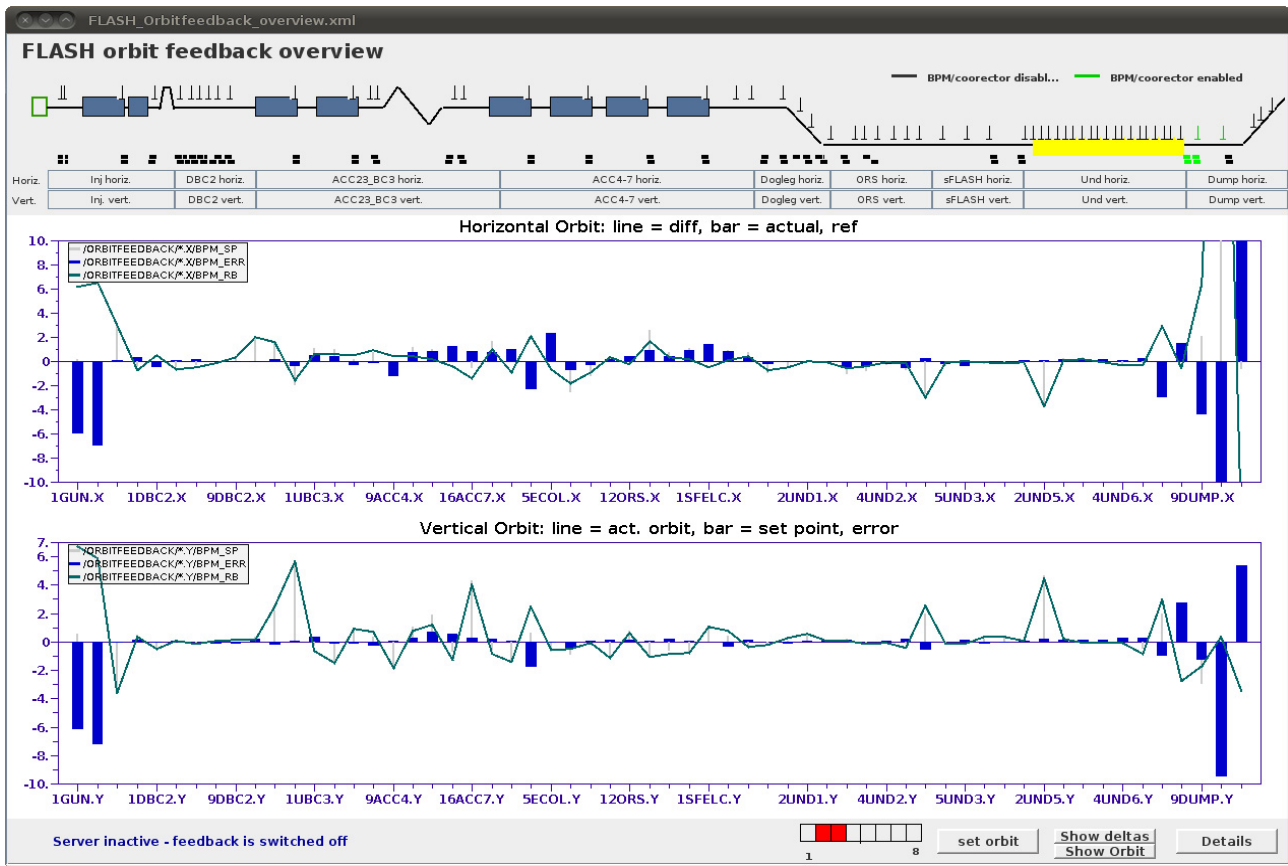 FLASH_Orbitfeedback_overview.xml
FLASH orbit feedback overview
BPM/coorector disabl... BPM/coorector enabled
Horiz. Inj horiz. DBC2 horiz. ACC23_BC3 horiz. ACC4-7 horiz. Dogleg horiz. ORS horiz. sFLASH horiz. Und horiz. Dump horiz.
Vert. Inj. vert. DBC2 vert. ACC23_BC3 vert. ACC4-7 vert. Dogleg vert. ORS vert. sFLASH vert. Und vert. Dump vert.
Horizontal Orbit: line = diff, bar = actual, ref
10.
8.
6.
4.
2.
0
-2.
-4.
-6.
-8.
-10.
/ORBITFEEDBACK/*.X/BPM_SP
/ORBITFEEDBACK/*.X/BPM_ERR
/ORBITFEEDBACK/*.X/BPM_RB
1GUN.X 1DBC2.X 9DBC2.X 1UBC3.X 9ACC4.X 16ACC7.X 5ECOL.X 12ORS.X 1SFELC.X 2UND1.X 4UND2.X 5UND3.X 2UND5.X 4UND6.X 9DUMP.X
Vertical Orbit: line = act. orbit, bar = set point, error
7.
6.
4.
2.
0
-2.
-4.
-6.
-8.
-10.
/ORBITFEEDBACK/*.Y/BPM_SP
/ORBITFEEDBACK/*.Y/BPM_ERR
/ORBITFEEDBACK/*.Y/BPM_RB
1GUN.Y 1DBC2.Y 9DBC2.Y 1UBC3.Y 9ACC4.Y 16ACC7.Y 5ECOL.Y 12ORS.Y 1SFELC.Y 2UND1.Y 4UND2.Y 5UND3.Y 2UND5.Y 4UND6.Y 9DUMP.Y
Server inactive - feedback is switched off
1 8
set orbit
Show deltas
Show Orbit
Details